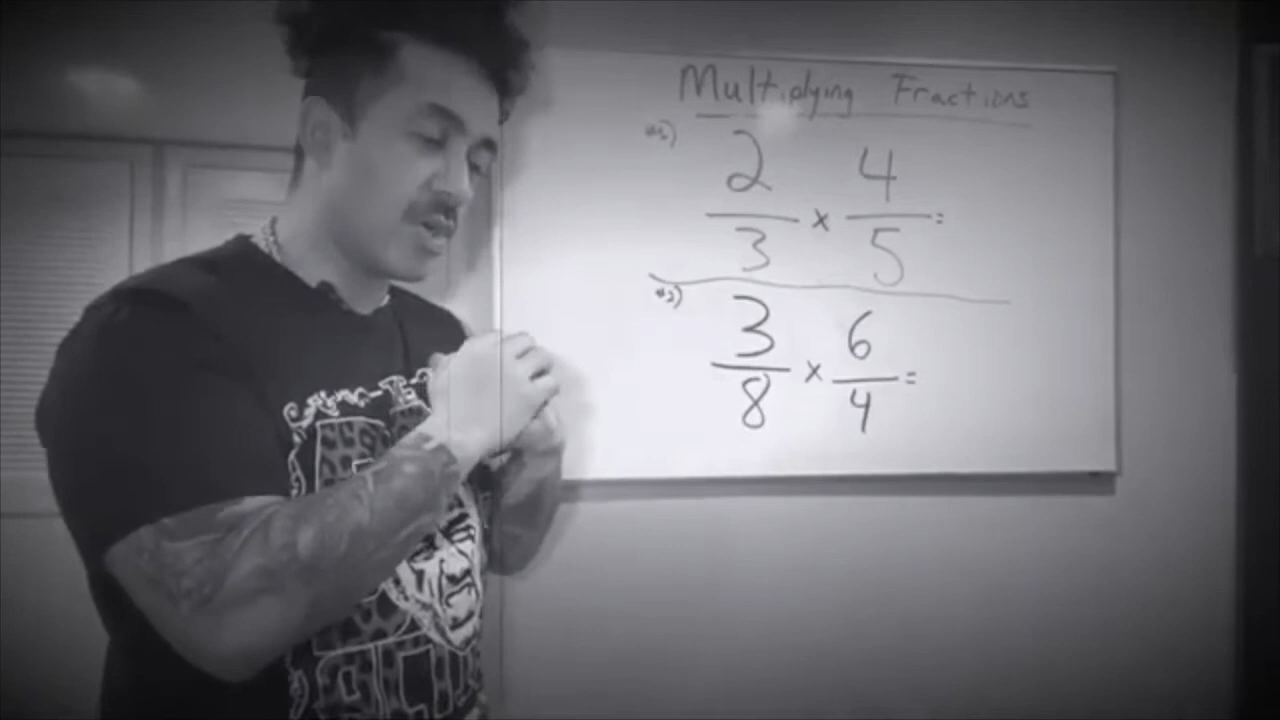 Multiplying Fractions
#1)
2 4
— × — =
3 5
#2)
3 6
— × — =
8 4